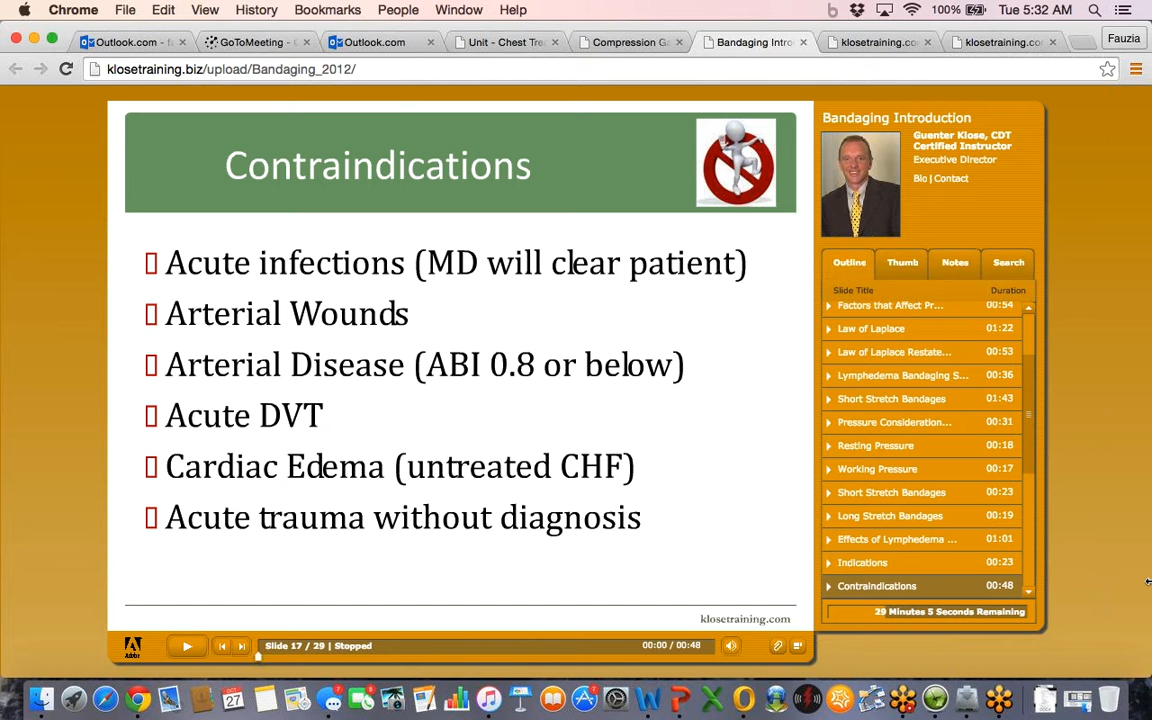 Chrome File Edit View History Bookmarks People Window Help 100% Tue 5:32 AM
Outlook.com - f GoToMeeting - Outlook.com Unit - Chest Tre Compression Ga Bandaging Intro klosetraining.co klosetraining.co Fauzia
klosetraining.biz/upload/Bandaging_2012/
Contraindications
Acute infections (MD will clear patient)
Arterial Wounds
Arterial Disease (ABI 0.8 or below)
Acute DVT
Cardiac Edema (untreated CHF)
Acute trauma without diagnosis
klosetraining.com
Adobe
Slide 17 / 29 | Stopped 00:00 / 00:48
Bandaging Introduction
Guenter Klose, CDT
Certified Instructor
Executive Director
Bio | Contact
Outline Thumb Notes Search
Slide Title Duration
Factors that Affect Pr... 00:54
Law of Laplace 01:22
Law of Laplace Restate... 00:53
Lymphedema Bandaging S... 00:36
Short Stretch Bandages 01:43
Pressure Consideration... 00:31
Resting Pressure 00:18
Working Pressure 00:17
Short Stretch Bandages 00:23
Long Stretch Bandages 00:19
Effects of Lymphedema ... 01:01
Indications 00:23
Contraindications 00:48
29 Minutes 5 Seconds Remaining
OCT
27